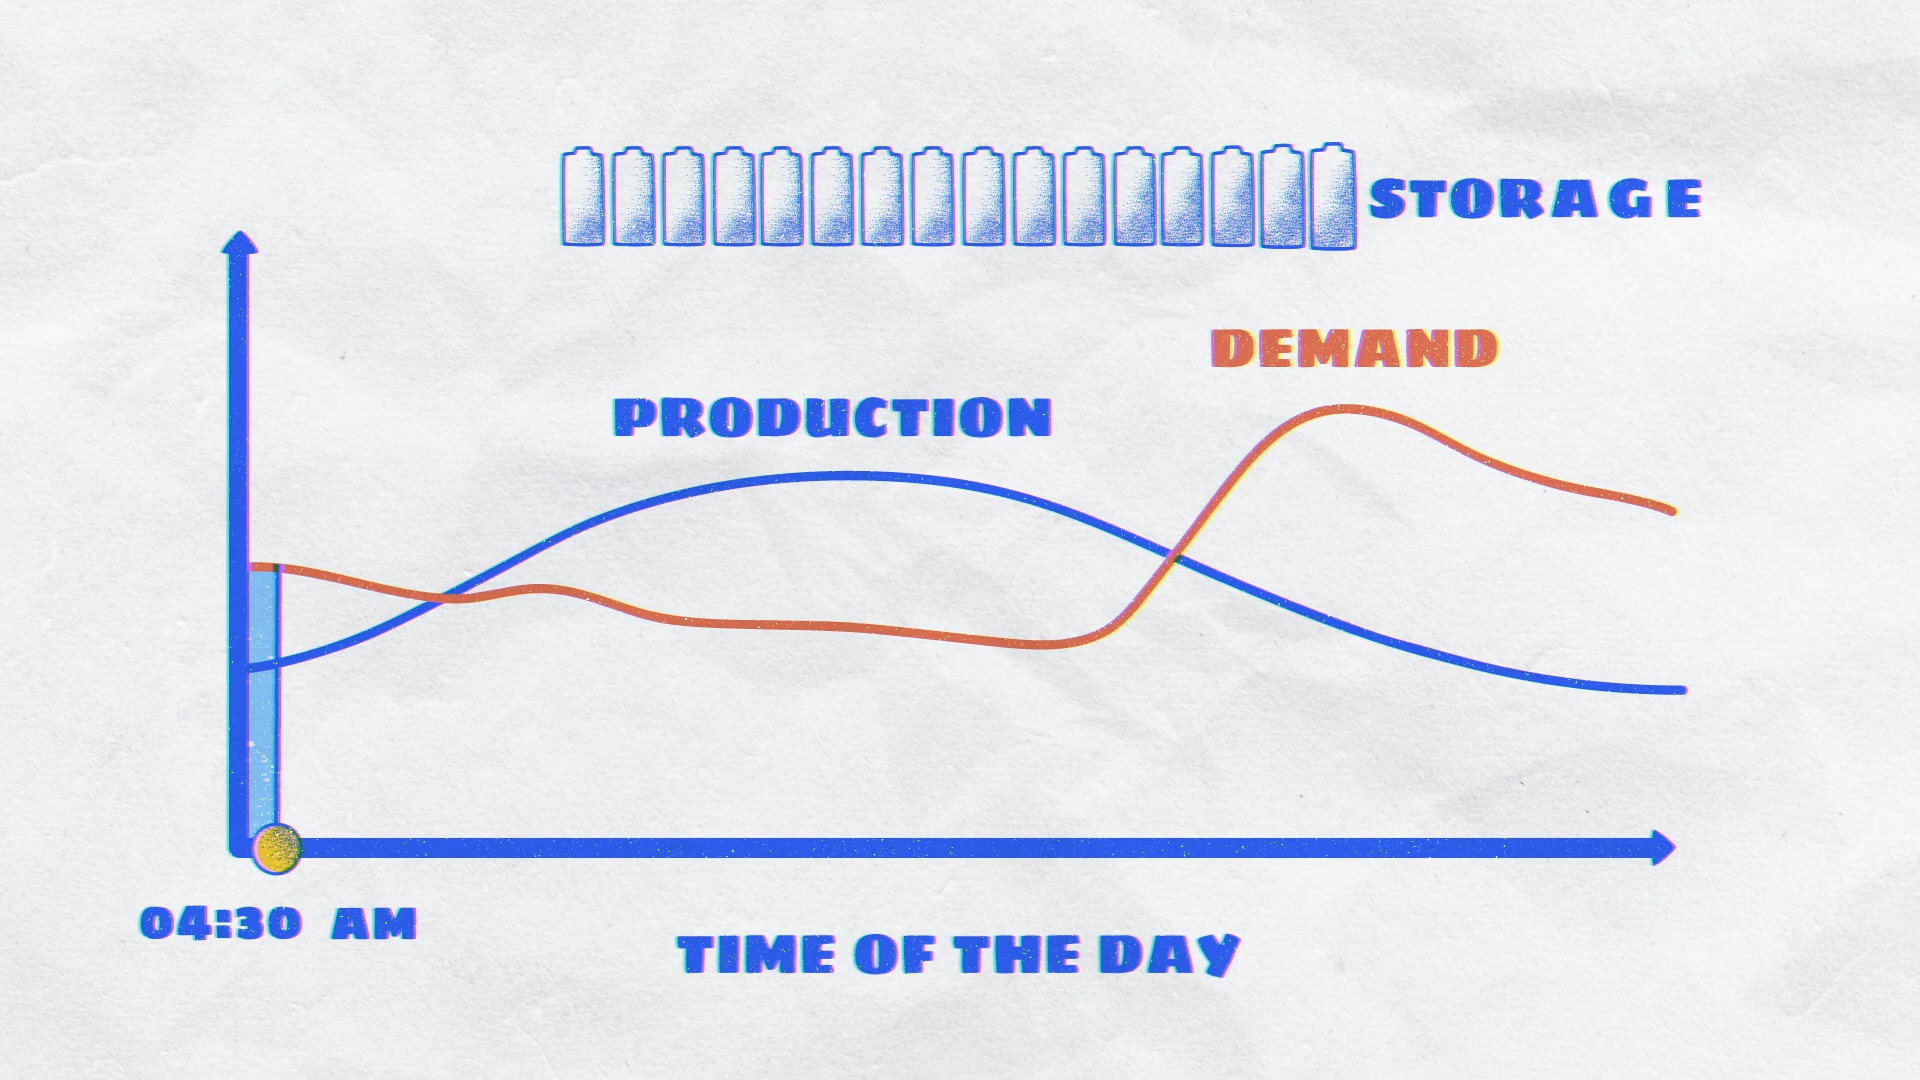 STORAGE
DEMAND
PRODUCTION
04:30 AM
TIME OF THE DAY